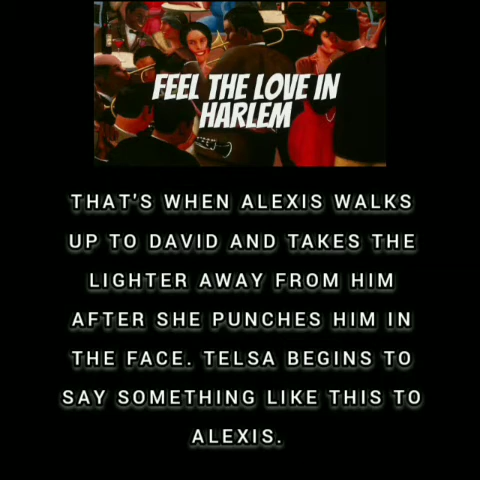 FEEL THE LOVE IN
HARLEM
THAT'S WHEN ALEXIS WALKS
UP TO DAVID AND TAKES THE
LIGHTER AWAY FROM HIM
AFTER SHE PUNCHES HIM IN
THE FACE. TELSA BEGINS TO
SAY SOMETHING LIKE THIS TO
ALEXIS.